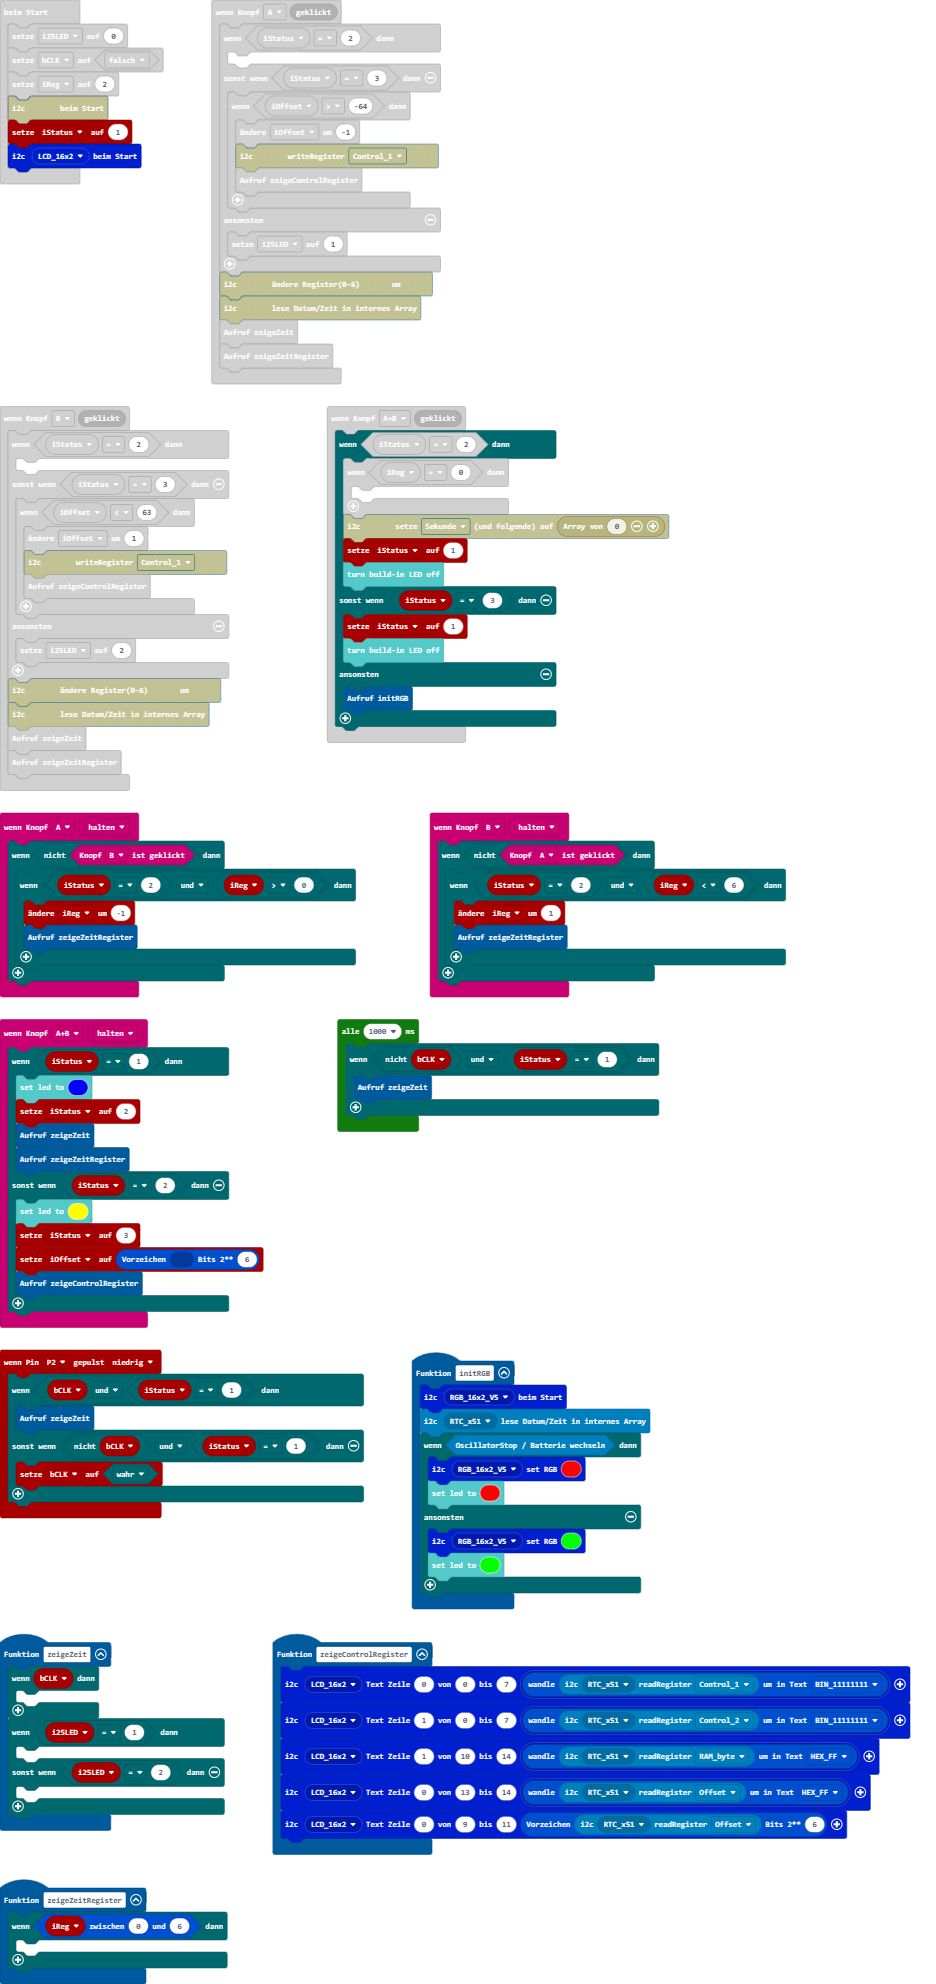 beim Start
setze i25LED auf 0
setze bCLK auf falsch
setze iReg auf 2
i2c beim Start
setze iStatus auf 1
i2c LCD_16x2 beim Start
wenn Knopf A geklickt
wenn iStatus = 2 dann
sonst wenn iStatus = 3 dann
wenn iOffset > -64 dann
ändere iOffset um -1
i2c writeRegister Control_1
Aufruf zeigeControlRegister
ansonsten
setze i25LED auf 1
i2c ändere Register(0-6) um
i2c lese Datum/Zeit in internes Array
Aufruf zeigeZeit
Aufruf zeigeZeitRegister
wenn Knopf B geklickt
wenn iStatus = 2 dann
sonst wenn iStatus = 3 dann
wenn iOffset < 63 dann
ändere iOffset um 1
i2c writeRegister Control_1
Aufruf zeigeControlRegister
ansonsten
setze i25LED auf 2
i2c ändere Register(0-6) um
i2c lese Datum/Zeit in internes Array
Aufruf zeigeZeit
Aufruf zeigeZeitRegister
wenn Knopf A+B geklickt
wenn iStatus = 2 dann
wenn iReg = 0 dann
i2c setze Sekunde (und folgende) auf Array von 0
setze iStatus auf 1
turn build-in LED off
sonst wenn iStatus = 3 dann
setze iStatus auf 1
turn build-in LED off
ansonsten
Aufruf initRGB
wenn Knopf A halten
wenn nicht Knopf B ist geklickt dann
wenn iStatus = 2 und iReg > 0 dann
ändere iReg um -1
Aufruf zeigeZeitRegister
wenn Knopf B halten
wenn nicht Knopf A ist geklickt dann
wenn iStatus = 2 und iReg < 6 dann
ändere iReg um 1
Aufruf zeigeZeitRegister
wenn Knopf A+B halten
wenn iStatus = 1 dann
set led to
setze iStatus auf 2
Aufruf zeigeZeit
Aufruf zeigeZeitRegister
sonst wenn iStatus = 2 dann
set led to
setze iStatus auf 3
setze iOffset auf Vorzeichen Bits 2** 6
Aufruf zeigeControlRegister
alle 1000 ms
wenn nicht bCLK und iStatus = 1 dann
Aufruf zeigeZeit
wenn Pin P2 gepulst niedrig
wenn bCLK und iStatus = 1 dann
Aufruf zeigeZeit
sonst wenn nicht bCLK und iStatus = 1 dann
setze bCLK auf wahr
Funktion initRGB
i2c RGB_16x2_V5 beim Start
i2c RTC_x51 lese Datum/Zeit in internes Array
wenn OscillatorStop / Batterie wechseln dann
i2c RGB_16x2_V5 set RGB
set led to
ansonsten
i2c RGB_16x2_V5 set RGB
set led to
Funktion zeigeZeit
wenn bCLK dann
wenn i25LED = 1 dann
sonst wenn i25LED = 2 dann
Funktion zeigeControlRegister
i2c LCD_16x2 Text Zeile 0 von 0 bis 7 wandle i2c RTC_x51 readRegister Control_1 um in Text BIN_11111111
i2c LCD_16x2 Text Zeile 1 von 0 bis 7 wandle i2c RTC_x51 readRegister Control_2 um in Text BIN_11111111
i2c LCD_16x2 Text Zeile 1 von 10 bis 14 wandle i2c RTC_x51 readRegister RAM_byte um in Text HEX_FF
i2c LCD_16x2 Text Zeile 0 von 13 bis 14 wandle i2c RTC_x51 readRegister Offset um in Text HEX_FF
i2c LCD_16x2 Text Zeile 0 von 9 bis 11 Vorzeichen i2c RTC_x51 readRegister Offset Bits 2** 6
Funktion zeigeZeitRegister
wenn iReg zwischen 0 und 6 dann